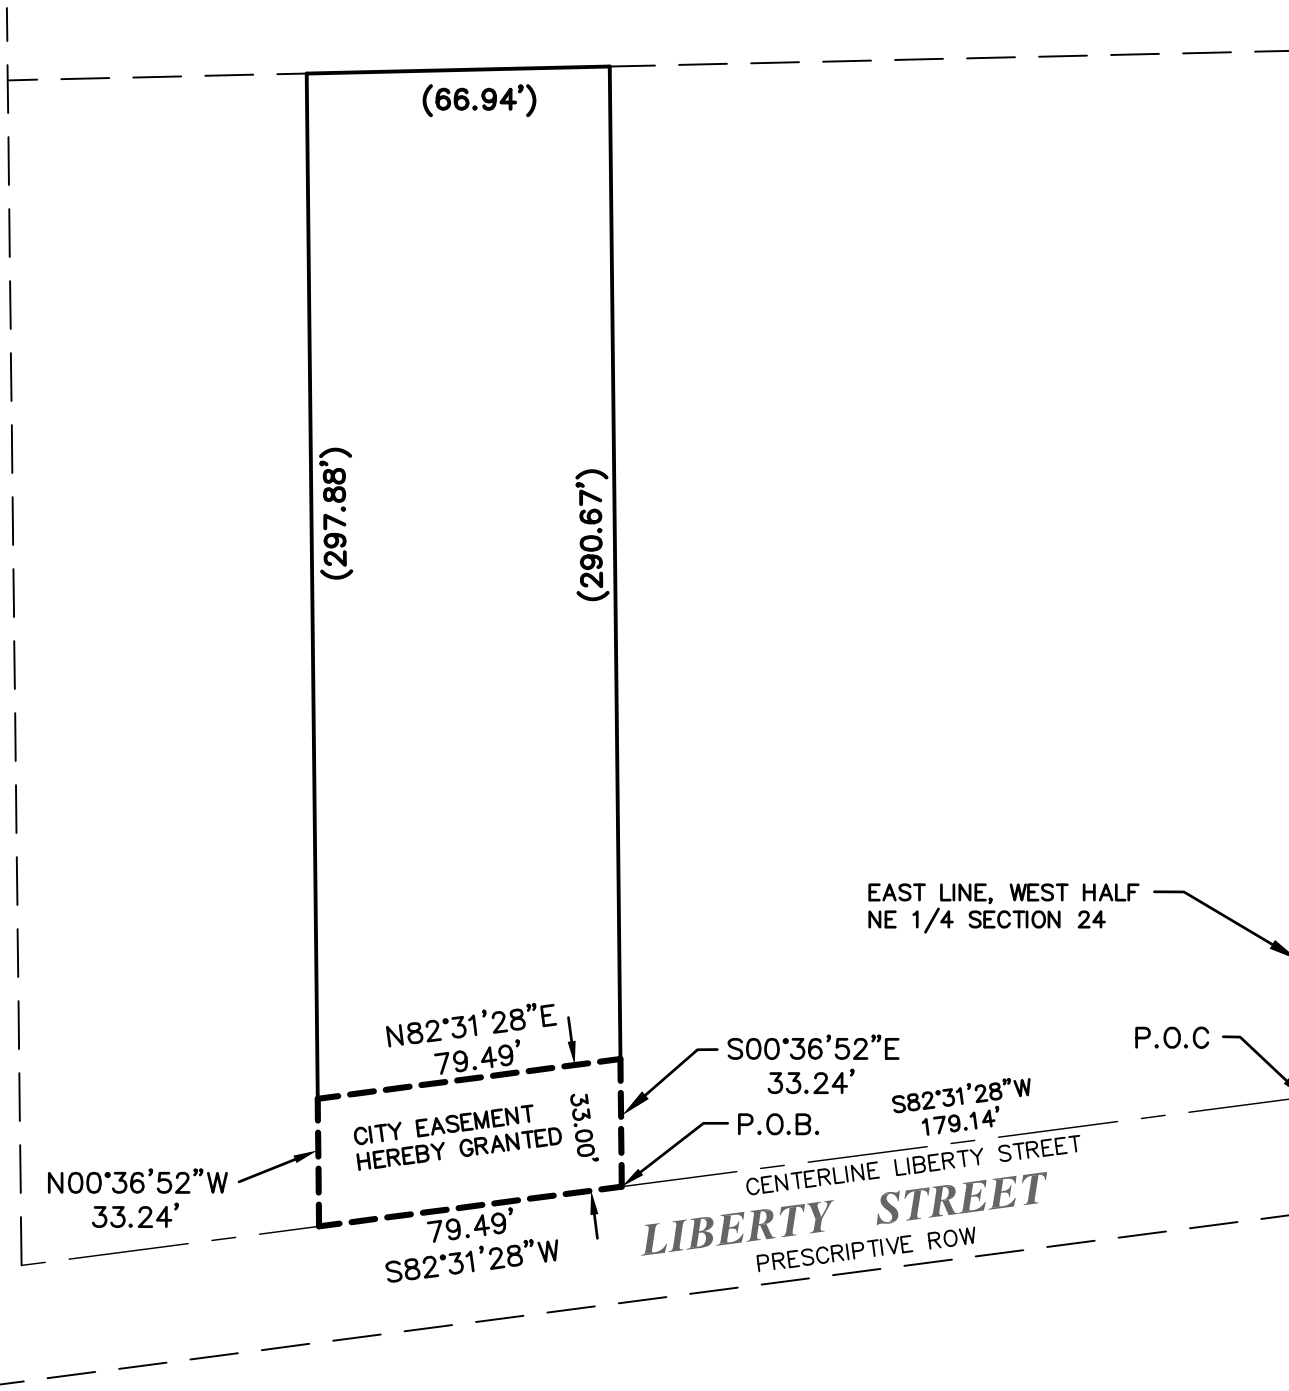 (66.94')
(297.88')
(290.67')
EAST LINE, WEST HALF
NE 1/4 SECTION 24
N82°31'28"E
79.49'
S00°36'52"E
33.24'
P.O.C
S82°31'28"W
179.14'
P.O.B.
33.00'
CITY EASEMENT
HEREBY GRANTED
N00°36'52"W
33.24'
CENTERLINE LIBERTY STREET
LIBERTY STREET
PRESCRIPTIVE ROW
79.49'
S82°31'28"W